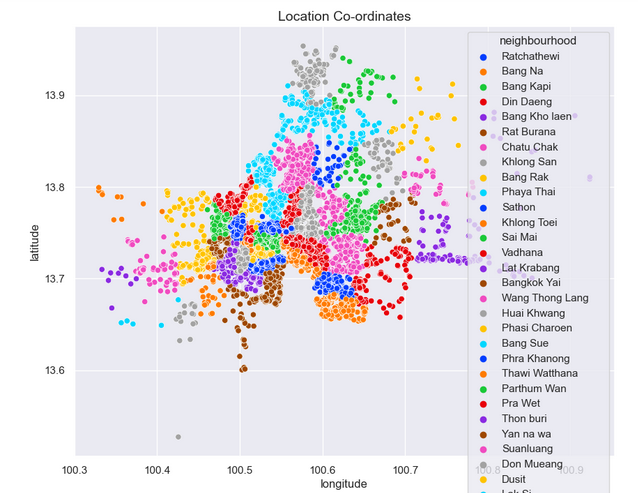 Location Co-ordinates
neighbourhood
Ratchathewi
Bang Na
Bang Kapi
Din Daeng
Bang Kho laen
Rat Burana
Chatu Chak
Khlong San
Bang Rak
Phaya Thai
Sathon
Khlong Toei
Sai Mai
Vadhana
Lat Krabang
Bangkok Yai
Wang Thong Lang
Huai Khwang
Phasi Charoen
Bang Sue
Phra Khanong
Thawi Watthana
Parthum Wan
Pra Wet
Thon buri
Yan na wa
Suanluang
Don Mueang
Dusit
Lak Si
13.9
13.8
13.7
13.6
latitude
100.3
100.4
100.5
100.6
100.7
100.8
100.9
longitude